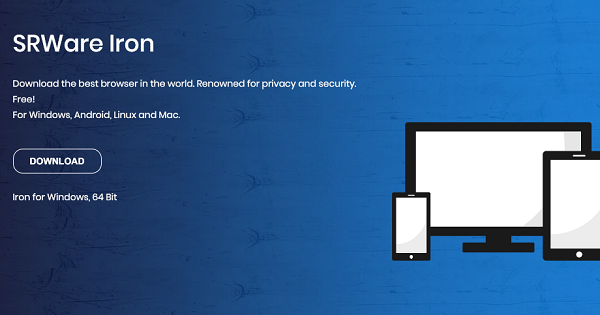 SRWare Iron
Download the best browser in the world. Renowned for privacy and security.
Free!
For Windows, Android, Linux and Mac.
DOWNLOAD
Iron for Windows, 64 Bit